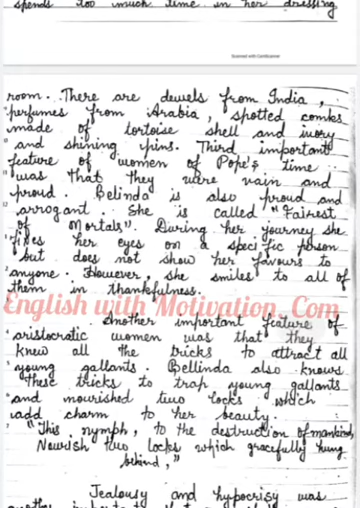 spends too much time in her dressing
Scanned with CamScanner
room. There are dewels from India,
perfumes from Arabia, spotted combs
made of tortoise shell and ivory
and shining pins. Third important
feature of women of Pope's time
was that they were vain and
proud. Belinda is also proud and
arrogant. She is called "Fairest
of Mortals". During her journey she
fixes her eyes on a specific person
but does not show her favours to
anyone. However, she smiles to all of
them in thankfulness.
English with Motivation. Com
Another important feature of
aristocratic women was that they
knew all the tricks to attract all
young gallants. Bellinda also knows
these tricks to trap young gallants
and nourished two locks which
add charm to her beauty.
"This nymph, to the destruction of mankind,
Nourish two locks which gracefully hung
behind,"
Jealousy and hypocrisy was